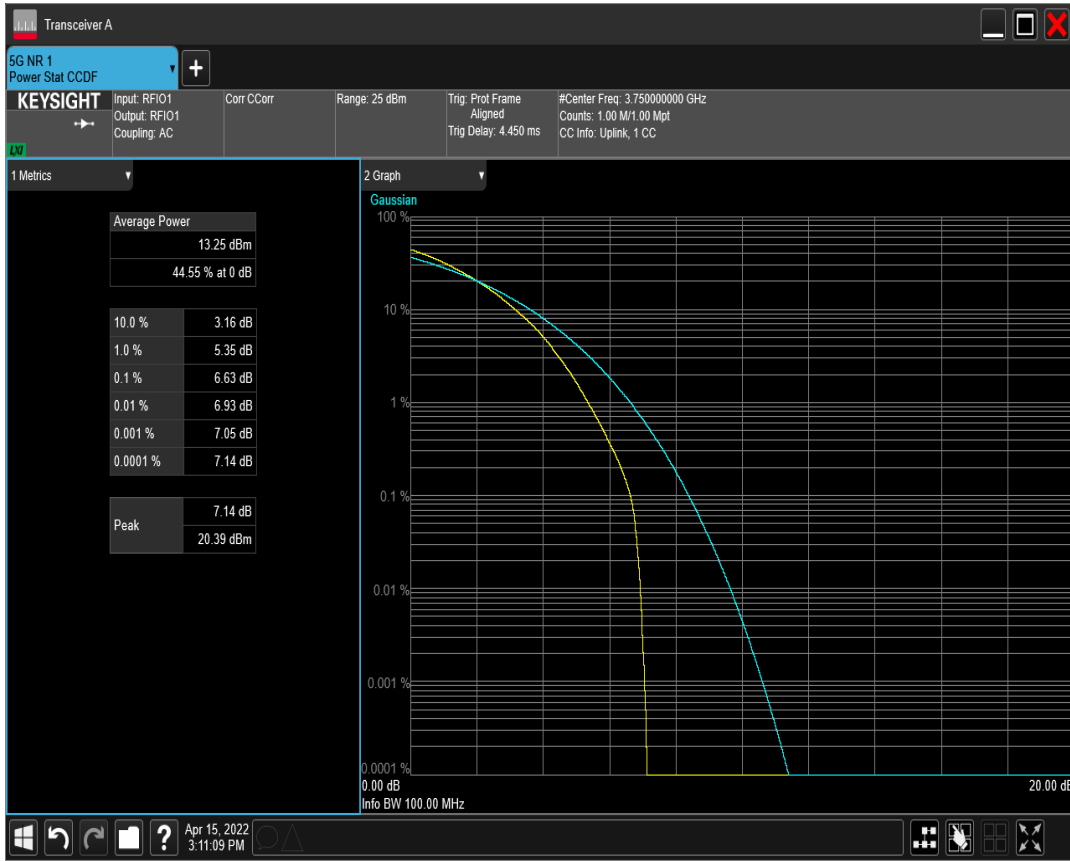 Transceiver A
5G NR 1
Power Stat CCDF
KEYSIGHT
LXI
Input: RFIO1
Output: RFIO1
Coupling: AC
Corr CCorr
Range: 25 dBm
Trig: Prot Frame
Aligned
Trig Delay: 4.450 ms
#Center Freq: 3.750000000 GHz
Counts: 1.00 M/1.00 Mpt
CC Info: Uplink, 1 CC
1 Metrics
Average Power
13.25 dBm
44.55 % at 0 dB
10.0 % 3.16 dB
1.0 % 5.35 dB
0.1 % 6.63 dB
0.01 % 6.93 dB
0.001 % 7.05 dB
0.0001 % 7.14 dB
Peak
7.14 dB
20.39 dBm
2 Graph
Gaussian
100 %
10 %
1 %
0.1 %
0.01 %
0.001 %
0.0001 %
0.00 dB
20.00 dB
Info BW 100.00 MHz
?
Apr 15, 2022
3:11:09 PM